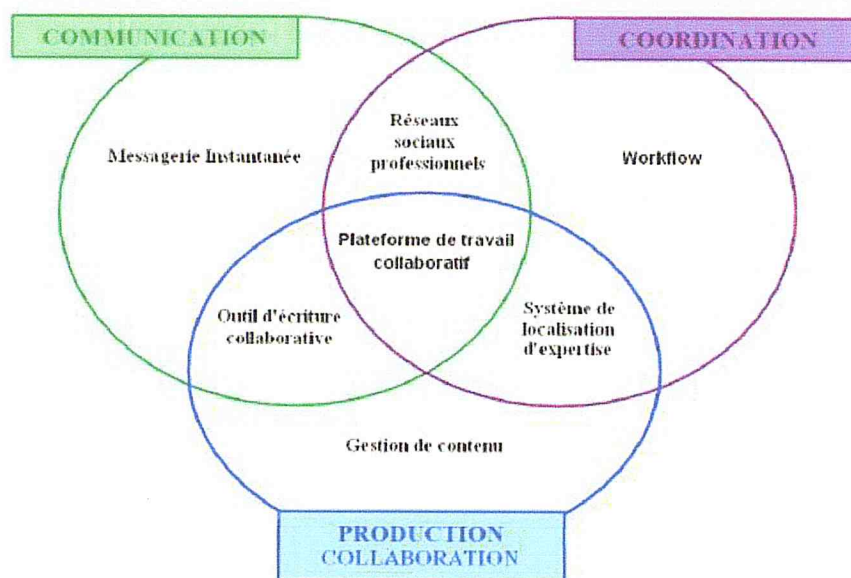 COMMUNICATION
COORDINATION
Réseaux
sociaux
professionnels
Messagerie Instantanée
Workflow
Plateforme de travail
collaboratif
Outil d'écriture
collaborative
Système de
localisation
d'expertise
Gestion de contenu
PRODUCTION
COLLABORATION